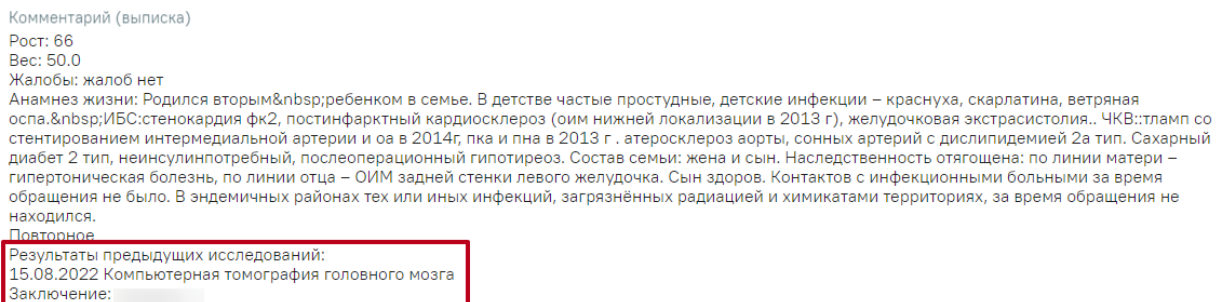 Комментарий (выписка)
Рост: 66
Вес: 50.0
Жалобы: жалоб нет
Анамнез жизни: Родился вторым&nbsp;ребенком в семье. В детстве частые простудные, детские инфекции – краснуха, скарлатина, ветряная
оспа.&nbsp;ИБС:стенокардия фк2, постинфарктный кардиосклероз (оим нижней локализации в 2013 г), желудочковая экстрасистолия.. ЧКВ::тламп со
стентированием интермедиальной артерии и оа в 2014г, пка и пна в 2013 г . атеросклероз аорты, сонных артерий с дислипидемией 2а тип. Сахарный
диабет 2 тип, неинсулинпотребный, послеоперационный гипотиреоз. Состав семьи: жена и сын. Наследственность отягощена: по линии матери –
гипертоническая болезнь, по линии отца – ОИМ задней стенки левого желудочка. Сын здоров. Контактов с инфекционными больными за время
обращения не было. В эндемичных районах тех или иных инфекций, загрязнённых радиацией и химикатами территориях, за время обращения не
находился.
Повторное
Результаты предыдущих исследований:
15.08.2022 Компьютерная томография головного мозга
Заключение: